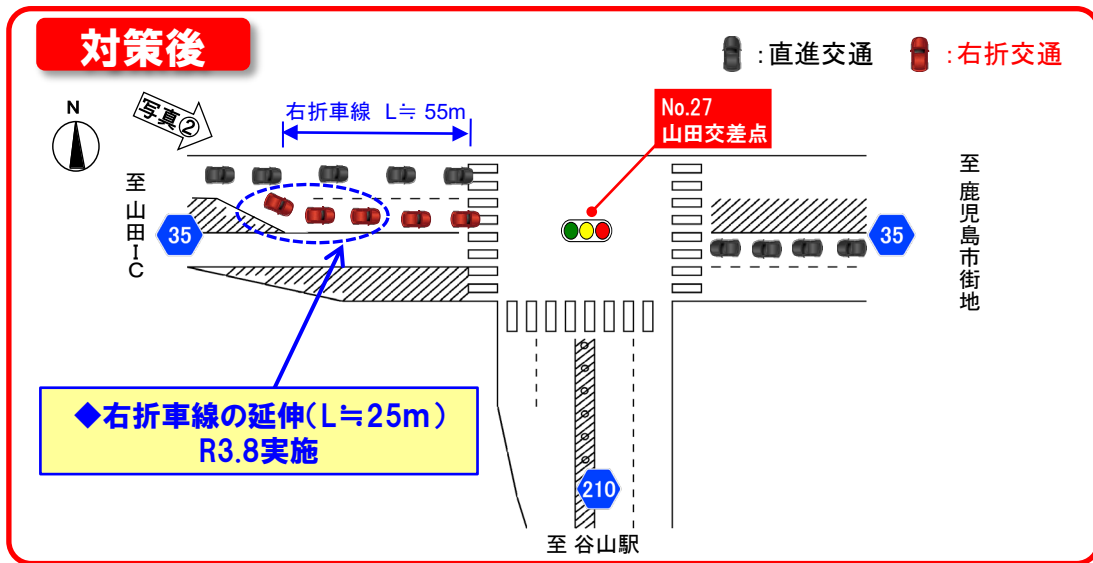 対策後
:直進交通
:右折交通
N
写真②
右折車線 L≒ 55m
No.27
山田交差点
至 山田IC
35
35
至 鹿児島市街地
◆右折車線の延伸(L≒25m)
R3.8実施
210
至 谷山駅